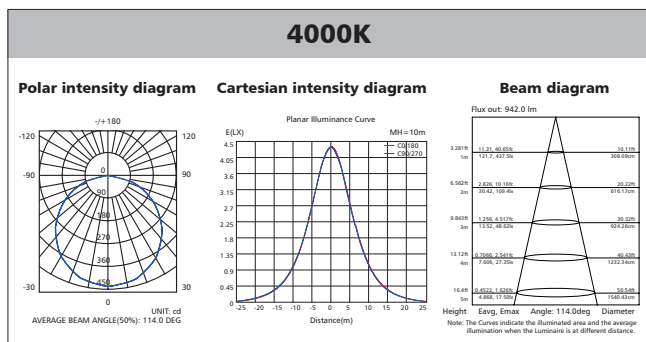 4000K
Polar intensity diagram
Cartesian intensity diagram
Beam diagram
-/+180
-120
120
-90
90
-30
30
0
0
90
180
270
360
450
UNIT: cd
AVERAGE BEAM ANGLE(50%): 114.0 DEG
Planar Illuminance Curve
E(LX)
MH=10m
C0/180
C90/270
4.5
4.05
3.6
3.15
2.7
2.25
1.8
1.35
0.9
0.45
0
-25 -20 -15 -10 -5 0 5 10 15 20 25
Distance(m)
Flux out: 942.0 lm
3.281ft 11.31, 40.65fc 10.11ft
1m 121.7, 437.5lx 308.09cm
6.562ft 2.826, 10.16fc 20.22ft
2m 30.42, 109.4lx 616.17cm
9.843ft 1.256, 4.517fc 30.32ft
3m 13.52, 48.62lx 924.26cm
13.12ft 0.7066, 2.541fc 40.43ft
4m 7.606, 27.35lx 1232.34cm
16.4ft 0.4522, 1.626fc 50.54ft
5m 4.868, 17.50lx 1540.43cm
Height Eavg, Emax Angle: 114.0deg Diameter
Note: The Curves indicate the illuminated area and the average
illumination when the Luminaire is at different distance.